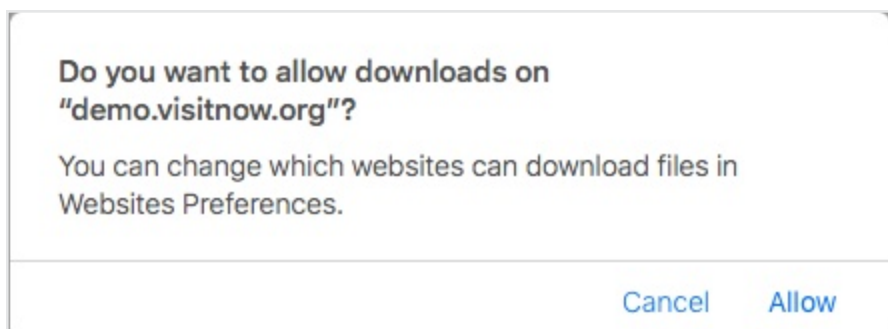 Do you want to allow downloads on
“demo.visitnow.org”?
You can change which websites can download files in
Websites Preferences.
Cancel Allow